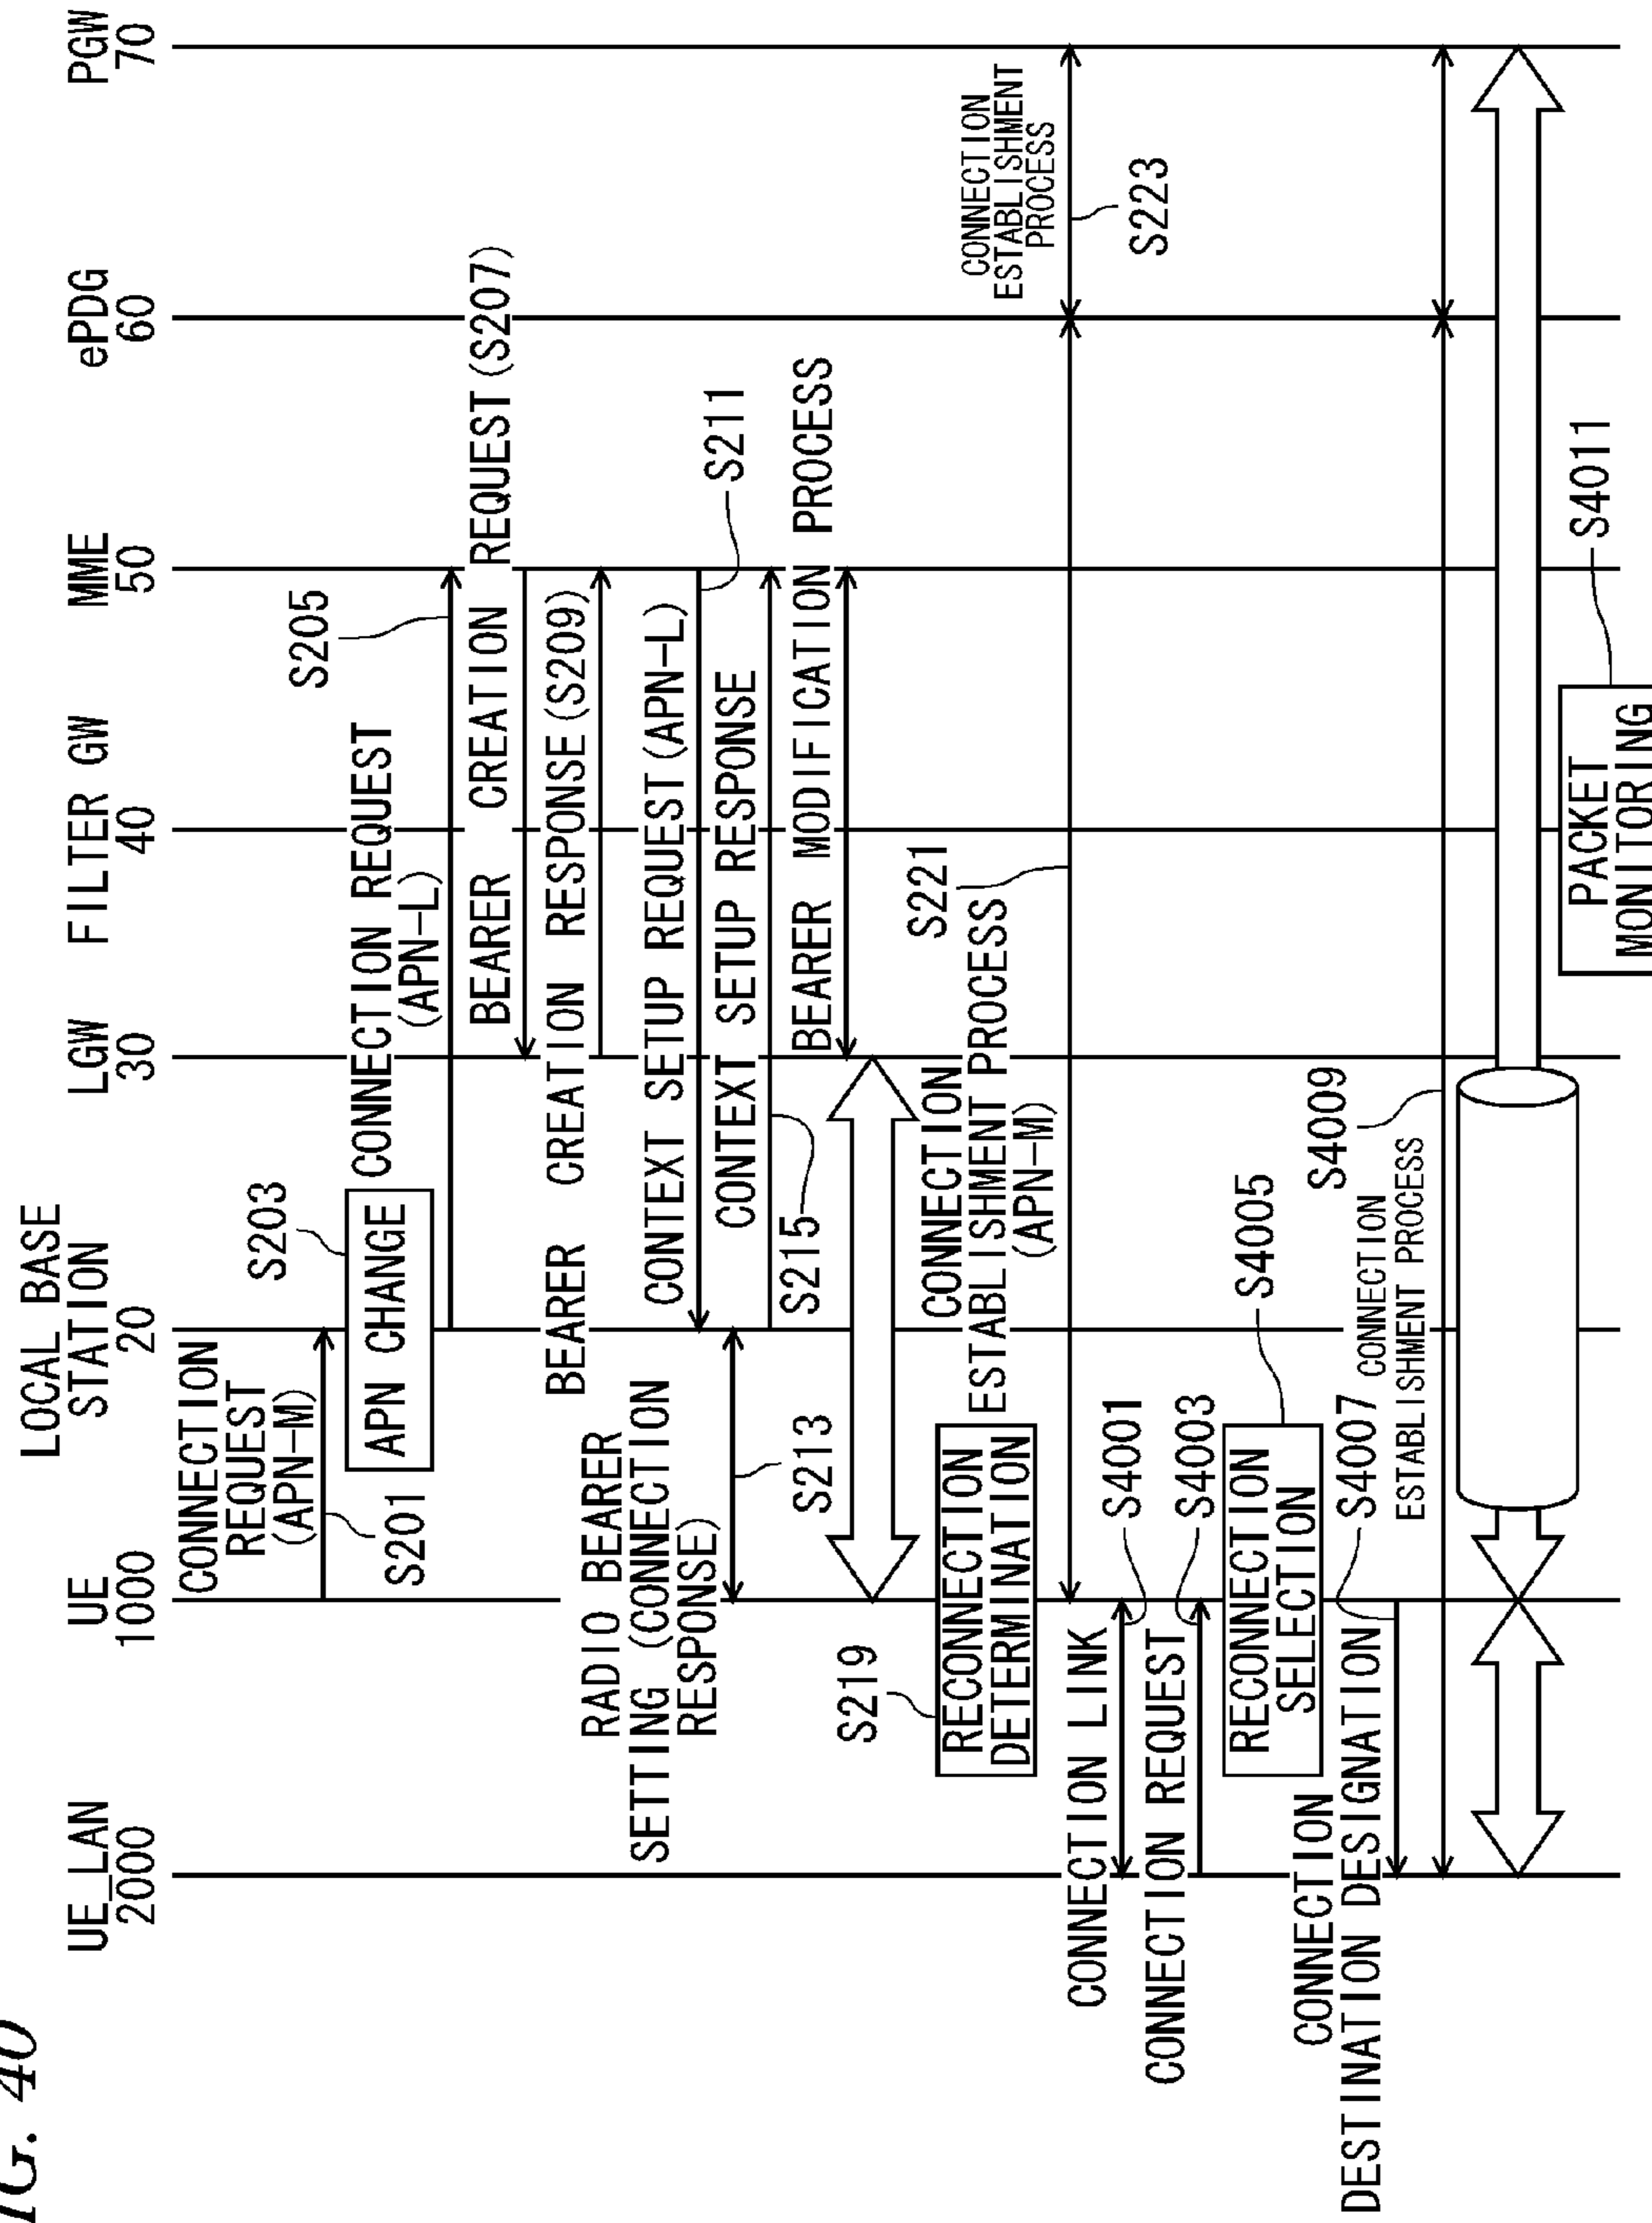 IG. 40
UE_LAN
2000
UE
1000
LOCAL BASE
STATION
20
LGW
30
FILTER GW
40
MME
50
ePDG
60
PGW
70
CONNECTION
REQUEST
(APN-M)
S201
S203
APN CHANGE
CONNECTION REQUEST
(APN-L)
S205
BEARER CREATION REQUEST(S207)
BEARER CREATION RESPONSE(S209)
CONTEXT SETUP REQUEST(APN-L)
S211
RADIO BEARER
SETTING (CONNECTION
RESPONSE)
S213
CONTEXT SETUP RESPONSE
S215
BEARER MODIFICATION PROCESS
S219
RECONNECTION
DETERMINATION
CONNECTION
ESTABLISHMENT PROCESS
(APN-M)
S221
CONNECTION
ESTABLISHMENT
PROCESS
S223
CONNECTION LINK
S4001
CONNECTION REQUEST
S4003
RECONNECTION
SELECTION
S4005
CONNECTION
DESTINATION DESIGNATION
S4007
CONNECTION
ESTABLISHMENT PROCESS
S4009
PACKET
MONITORING
S4011